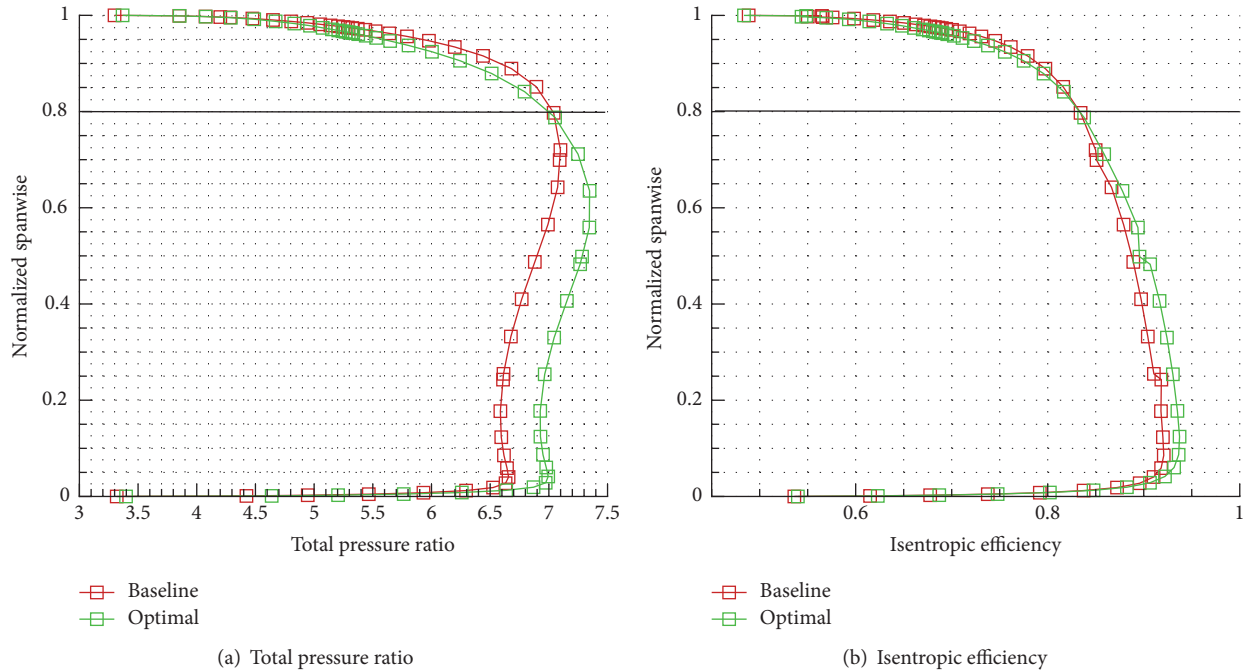 1
0.8
0.6
0.4
0.2
0
Normalized spanwise
3 3.5 4 4.5 5 5.5 6 6.5 7 7.5
Total pressure ratio
Baseline
Optimal
(a) Total pressure ratio
1
0.8
0.6
0.4
0.2
0
Normalized spanwise
0.6 0.8 1
Isentropic efficiency
Baseline
Optimal
(b) Isentropic efficiency